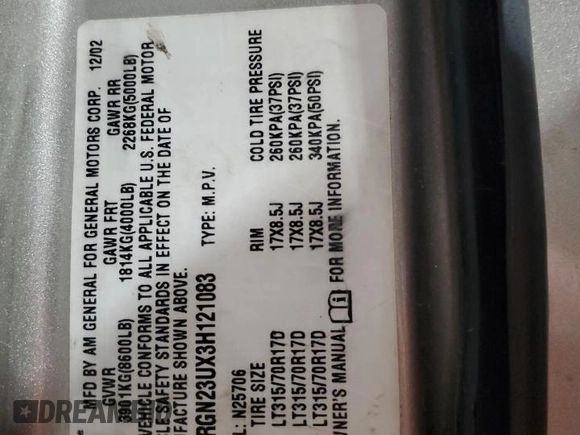 MFD BY AM GENERAL FOR GENERAL MOTORS CORP. 12/02
GVWR GAWR FRT GAWR RR
3901KG(8600LB) 1814KG(4000LB) 2268KG(5000LB)
VEHICLE CONFORMS TO ALL APPLICABLE U.S. FEDERAL MOTOR
LE SAFETY STANDARDS IN EFFECT ON THE DATE OF
FACTURE SHOWN ABOVE.
RGN23UX3H121083 TYPE: M.P.V.
L: N25706
TIRE SIZE RIM COLD TIRE PRESSURE
LT315/70R17D 17X8.5J 260KPA(37PSI)
LT315/70R17D 17X8.5J 260KPA(37PSI)
LT315/70R17D 17X8.5J 340KPA(50PSI)
WNER'S MANUAL FOR MORE INFORMATION.
DREAM